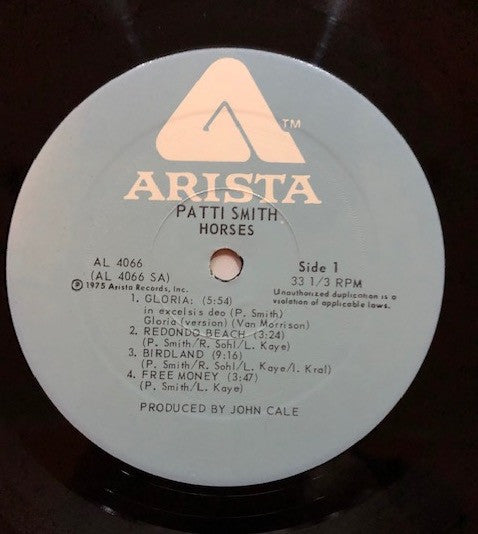 TM
ARISTA
PATTI SMITH
HORSES
AL 4066
(AL 4066 SA)
℗ 1975 Arista Records, Inc.
Side 1
33 1/3 RPM
Unauthorized duplication is a
violation of applicable laws.
1. GLORIA: (5:54)
in excelsis deo (P. Smith)
Gloria (version) (Van Morrison)
2. REDONDO BEACH (3:24)
(P. Smith/R. Sohl/L. Kaye)
3. BIRDLAND (9:16)
(P. Smith/R. Sohl/L. Kaye/I. Kral)
4. FREE MONEY (3:47)
(P. Smith/L. Kaye)
PRODUCED BY JOHN CALE